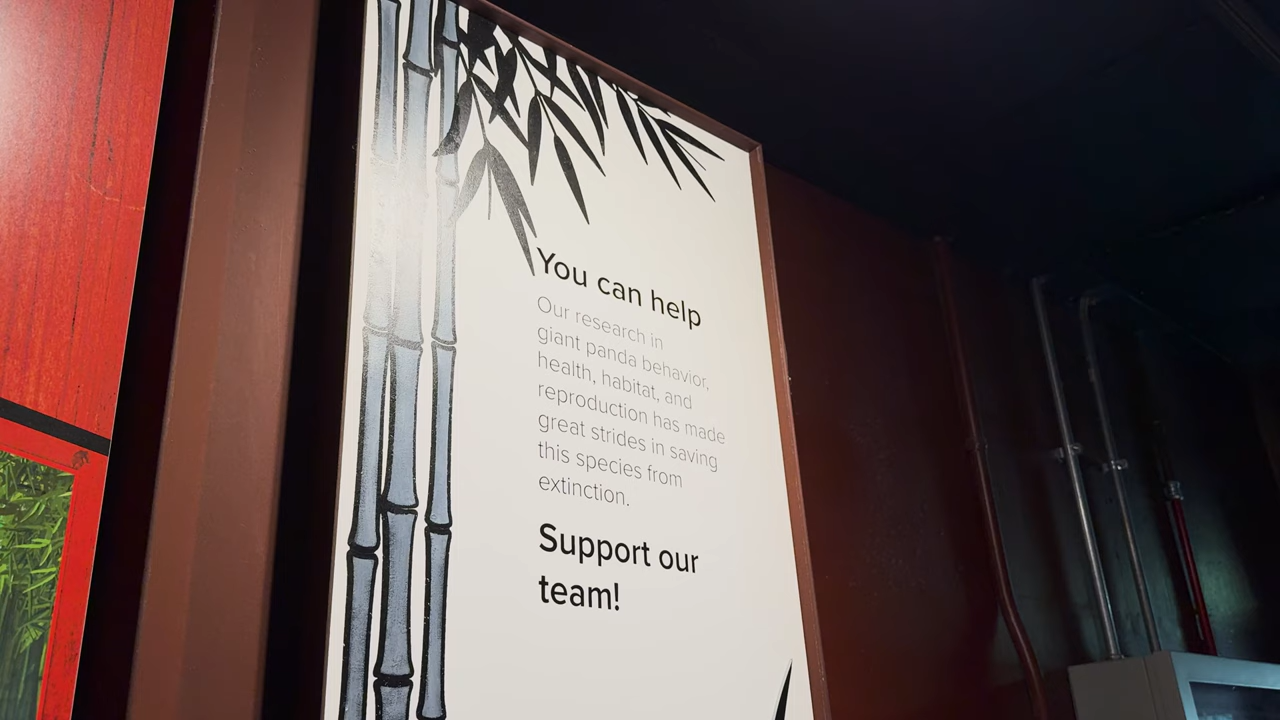 You can help
Our research in
giant panda behavior,
health, habitat, and
reproduction has made
great strides in saving
this species from
extinction.
Support our
team!